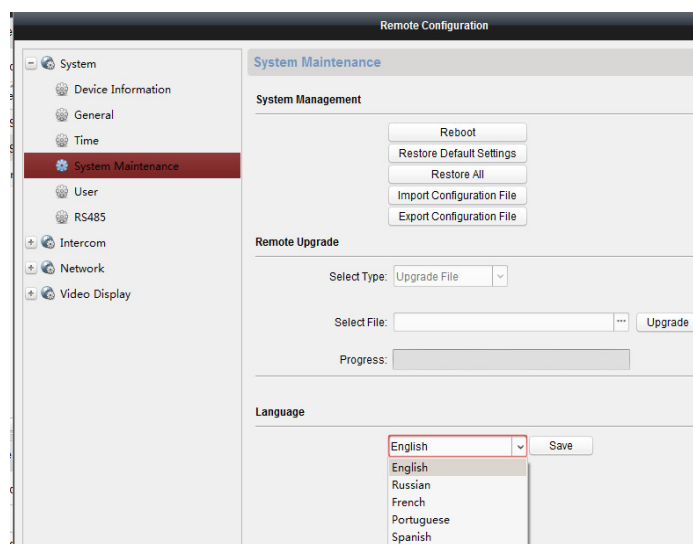 Remote Configuration
System
Device Information
General
Time
System Maintenance
User
RS485
Intercom
Network
Video Display
System Maintenance
System Management
Reboot
Restore Default Settings
Restore All
Import Configuration File
Export Configuration File
Remote Upgrade
Select Type: Upgrade File
Select File: ... Upgrade
Progress:
Language
English Save
English
Russian
French
Portuguese
Spanish